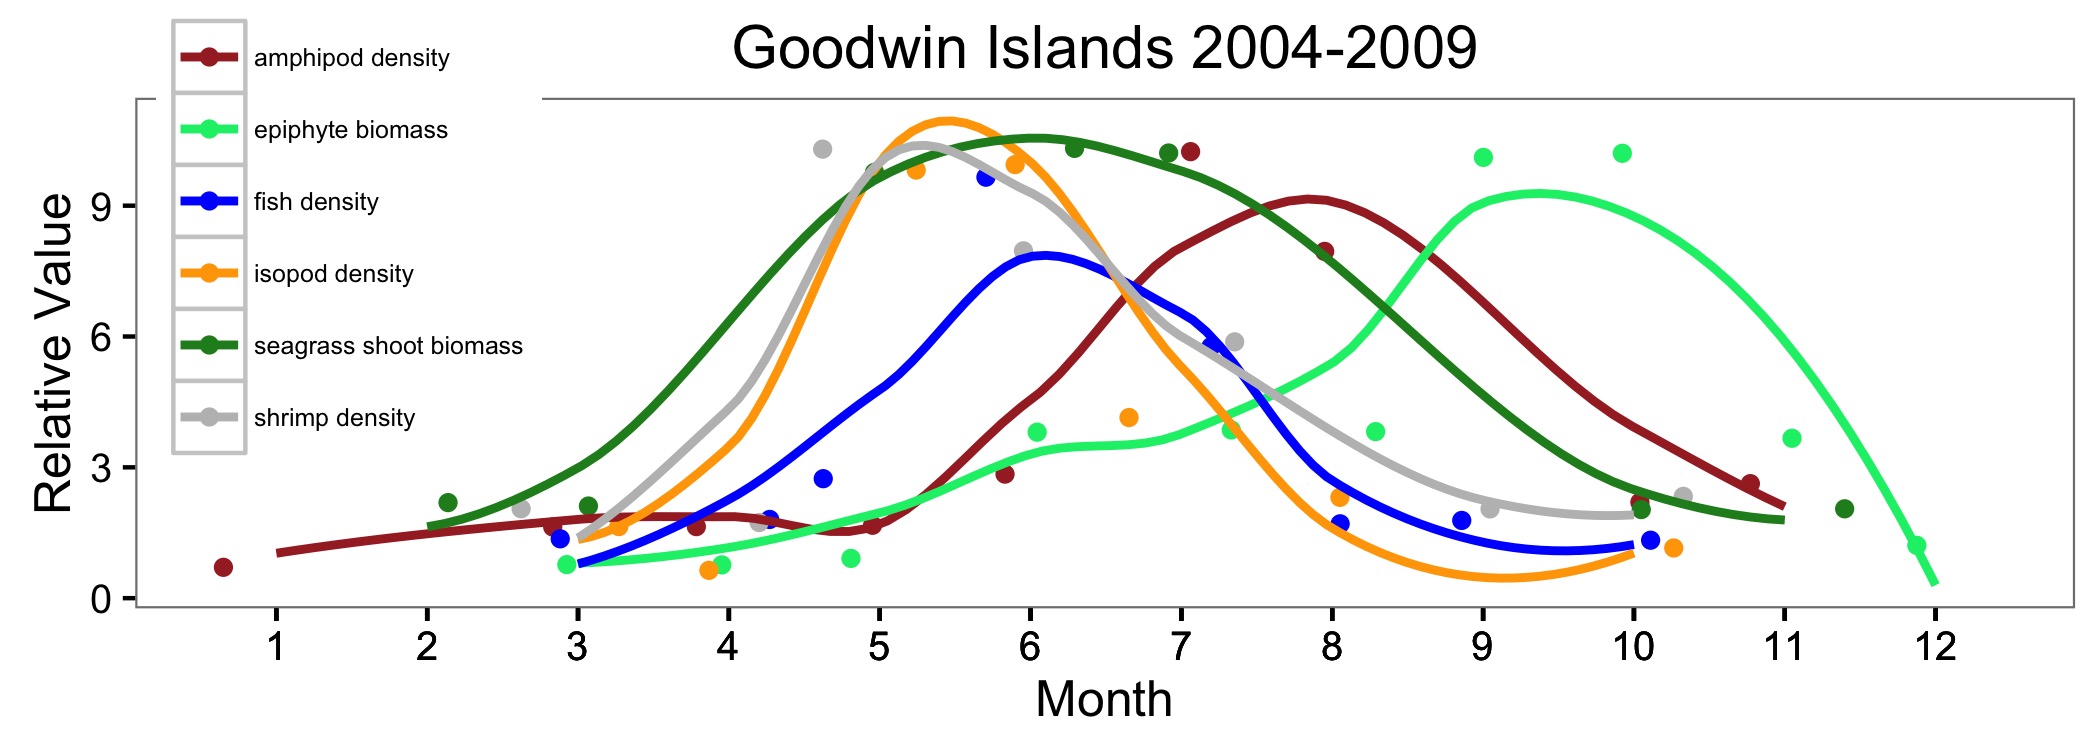 Goodwin Islands 2004-2009
amphipod density
epiphyte biomass
fish density
isopod density
seagrass shoot biomass
shrimp density
Relative Value
9
6
3
0
1 2 3 4 5 6 7 8 9 10 11 12
Month